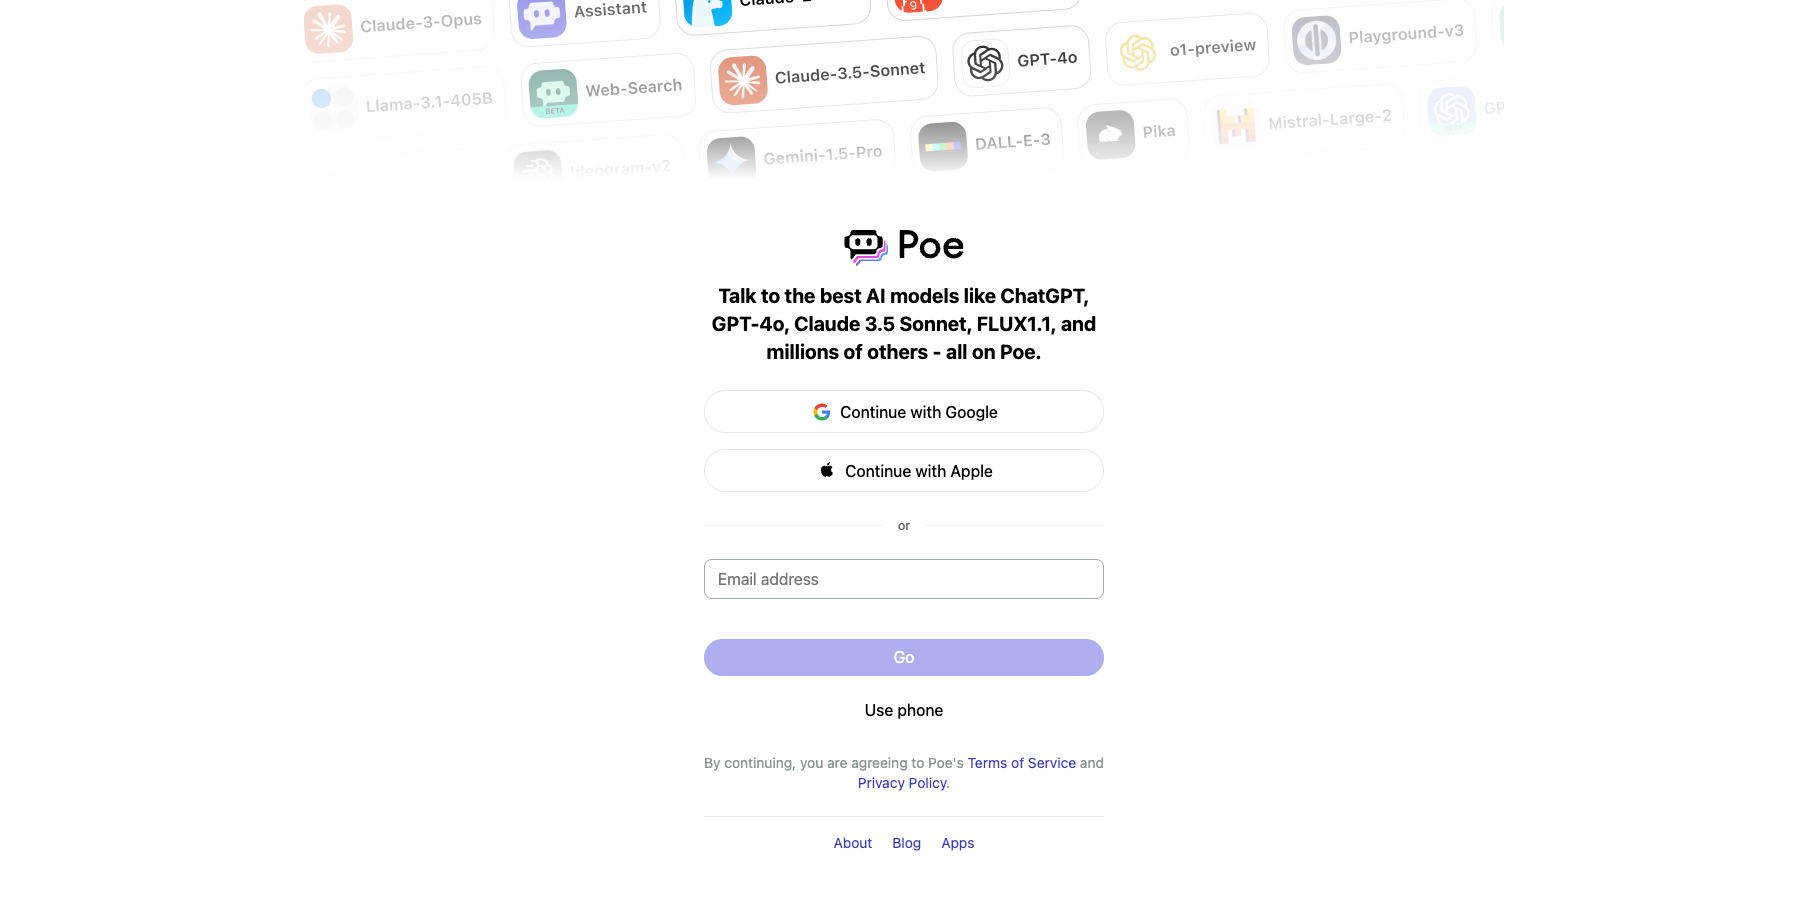 Claude-3-Opus
Assistant
Llama-3.1-405B
Web-Search
BETA
Claude-3.5-Sonnet
GPT-4o
o1-preview
Playground-v3
Ideogram-v2
Gemini-1.5-Pro
DALL-E-3
Pika
Mistral-Large-2
Poe
Talk to the best AI models like ChatGPT,
GPT-4o, Claude 3.5 Sonnet, FLUX1.1, and
millions of others - all on Poe.
Continue with Google
Continue with Apple
or
Email address
Go
Use phone
By continuing, you are agreeing to Poe's Terms of Service and
Privacy Policy.
About Blog Apps